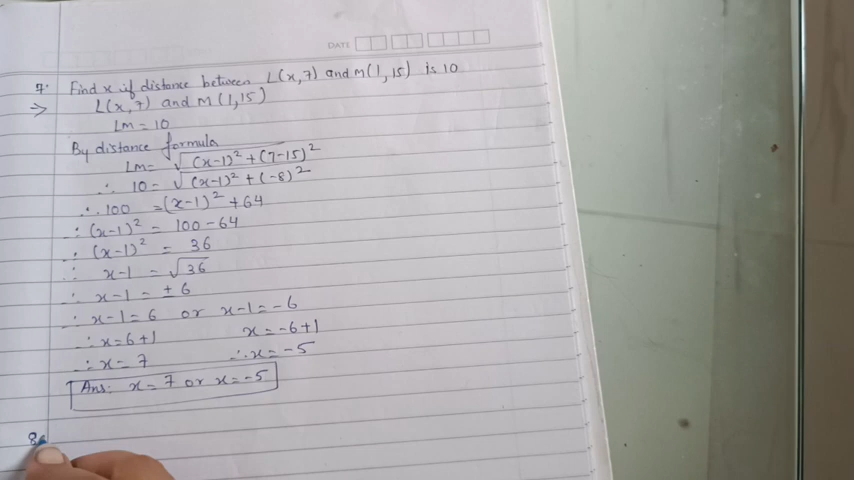 DATE
7. Find x if distance between L(x,7) and M(1,15) is 10
⇒ L(x,7) and M(1,15)
LM = 10
By distance formula
LM = √(x-1)² + (7-15)²
∴ 10 = √(x-1)² + (-8)²
∴ 100 = (x-1)² + 64
∴ (x-1)² = 100-64
∴ (x-1)² = 36
∴ x-1 = √36
∴ x-1 = ± 6
∴ x-1=6 or x-1=-6
∴ x=6+1 x=-6+1
∴ x=7 ∴ x=-5
Ans: x=7 or x=-5